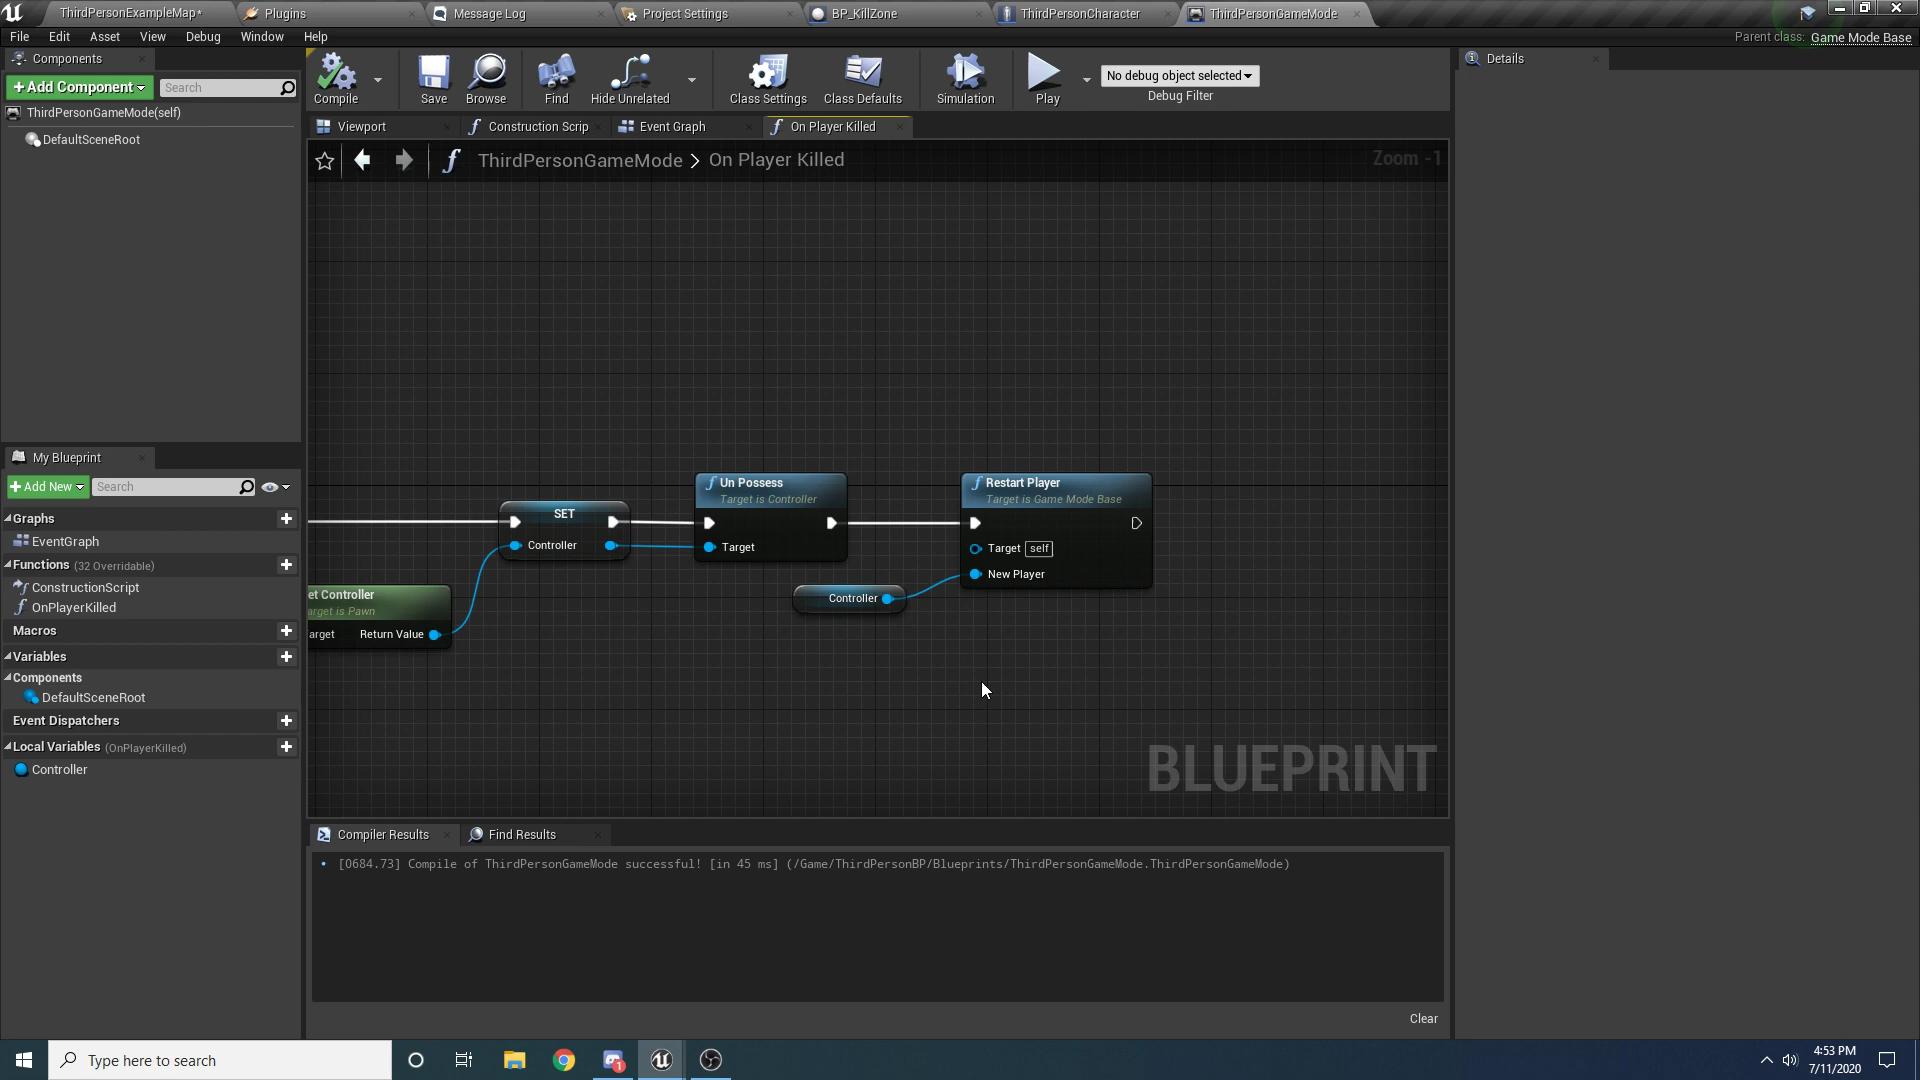 ThirdPersonExampleMap*
Plugins
Message Log
Project Settings
BP_KillZone
ThirdPersonCharacter
ThirdPersonGameMode
File Edit Asset View Debug Window Help
Parent class: Game Mode Base
Components
+Add Component
Search
ThirdPersonGameMode(self)
DefaultSceneRoot
Compile
Save
Browse
Find
Hide Unrelated
Class Settings
Class Defaults
Simulation
Play
No debug object selected
Debug Filter
Details
Viewport
Construction Scrip
Event Graph
On Player Killed
ThirdPersonGameMode > On Player Killed
Zoom -1
SET
Controller
Un Possess
Target is Controller
Target
Restart Player
Target is Game Mode Base
Target self
New Player
Controller
et Controller
arget is Pawn
arget Return Value
BLUEPRINT
My Blueprint
+Add New
Search
Graphs
EventGraph
Functions (32 Overridable)
ConstructionScript
OnPlayerKilled
Macros
Variables
Components
DefaultSceneRoot
Event Dispatchers
Local Variables (OnPlayerKilled)
Controller
Compiler Results
Find Results
[0684.73] Compile of ThirdPersonGameMode successful! [in 45 ms] (/Game/ThirdPersonBP/Blueprints/ThirdPersonGameMode.ThirdPersonGameMode)
Clear
Type here to search
1
4:53 PM
7/11/2020